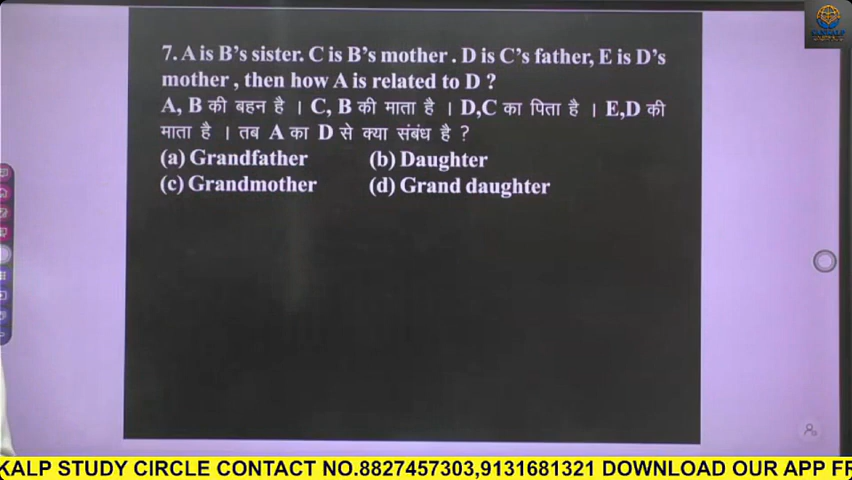 7. A is B's sister. C is B's mother . D is C's father, E is D's
mother , then how A is related to D ?
A, B की बहन है । C, B की माता है । D,C का पिता है । E,D की
माता है । तब A का D से क्या संबंध है ?
(a) Grandfather (b) Daughter
(c) Grandmother (d) Grand daughter
KALP STUDY CIRCLE CONTACT NO.8827457303,9131681321 DOWNLOAD OUR APP FR